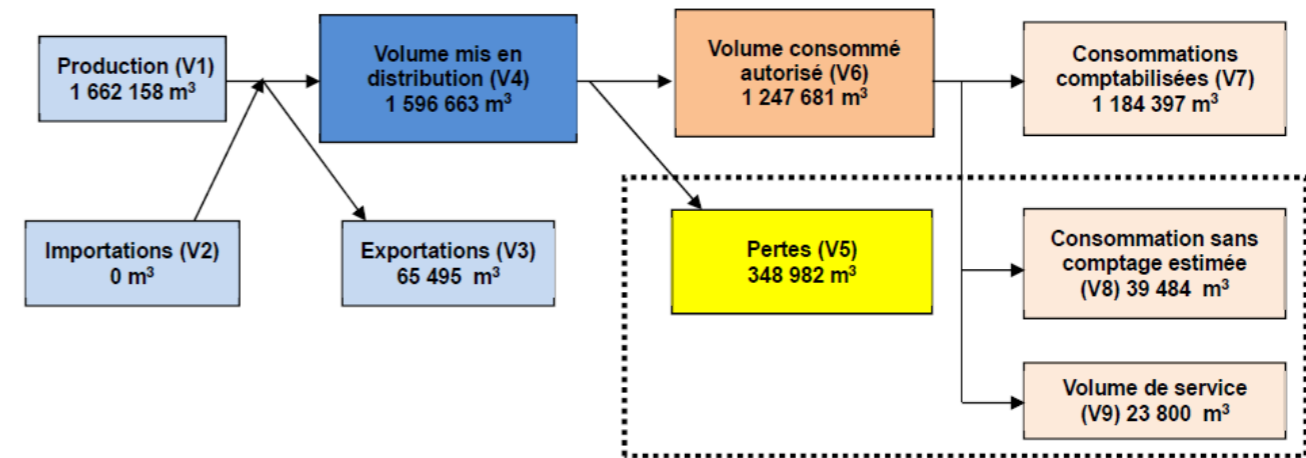 Production (V1)
1 662 158 m³
Volume mis en
distribution (V4)
1 596 663 m³
Volume consommé
autorisé (V6)
1 247 681 m³
Consommations
comptabilisées (V7)
1 184 397 m³
Importations (V2)
0 m³
Exportations (V3)
65 495 m³
Pertes (V5)
348 982 m³
Consommation sans
comptage estimée
(V8) 39 484 m³
Volume de service
(V9) 23 800 m³